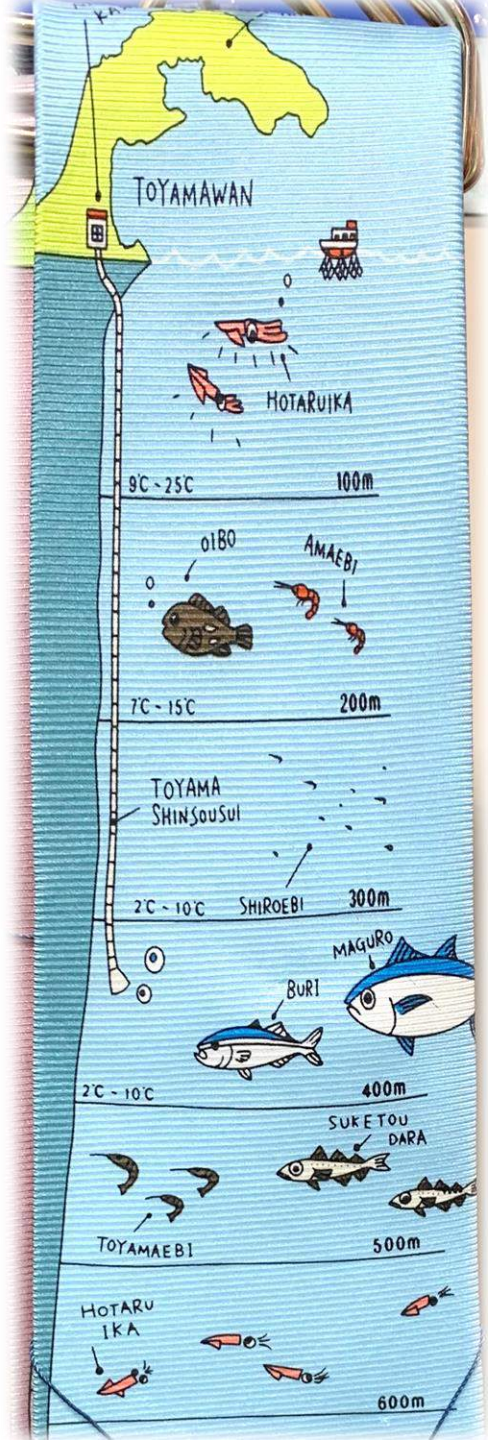 TOYAMAWAN
HOTARUIKA
9°C - 25°C 100m
OIBO
AMAEBI
7°C - 15°C 200m
TOYAMA
SHINSOUSUI
SHIROEBI
2°C - 10°C 300m
MAGURO
BURI
2°C - 10°C 400m
SUKETOU
DARA
TOYAMAEBI
500m
HOTARU
IKA
600m